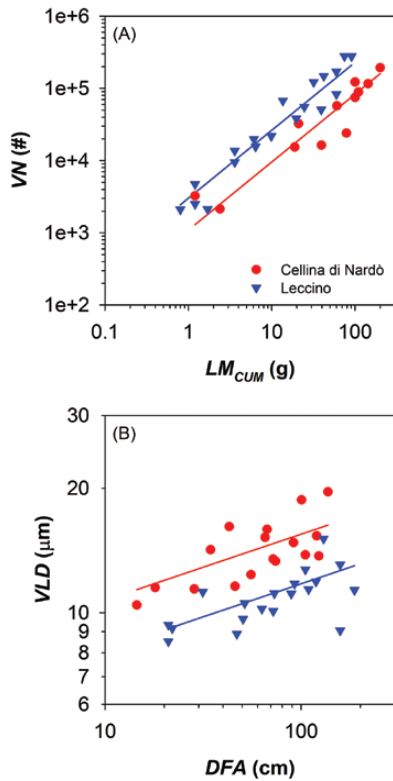 (A)
1e+6
1e+5
1e+4
1e+3
1e+2
VN (#)
Cellina di Nardò
Leccino
0.1 1 10 100
LM_CUM (g)
(B)
30
20
10
9
8
7
6
VLD (μm)
10 100
DFA (cm)